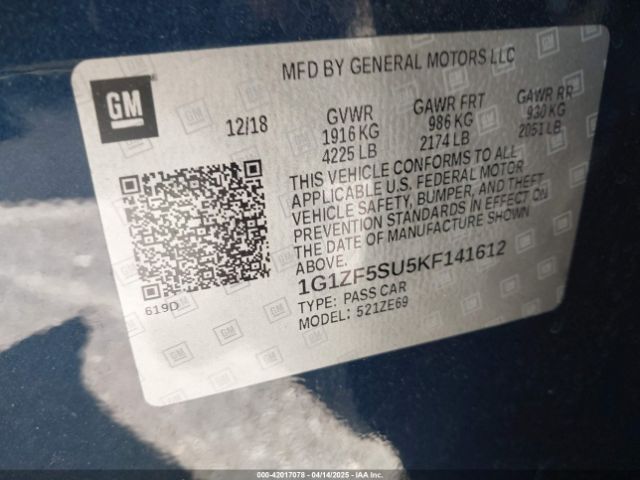 MFD BY GENERAL MOTORS LLC
GM
12/18
GVWR
1916 KG
4225 LB
GAWR FRT
986 KG
2174 LB
GAWR RR
930 KG
2051 LB
THIS VEHICLE CONFORMS TO ALL
APPLICABLE U.S. FEDERAL MOTOR
VEHICLE SAFETY, BUMPER, AND THEFT
PREVENTION STANDARDS IN EFFECT ON
THE DATE OF MANUFACTURE SHOWN
ABOVE.
1G1ZF5SU5KF141612
TYPE: PASS CAR
MODEL: 521ZE69
619D
000-42017078 - 04/14/2025 - IAA Inc.